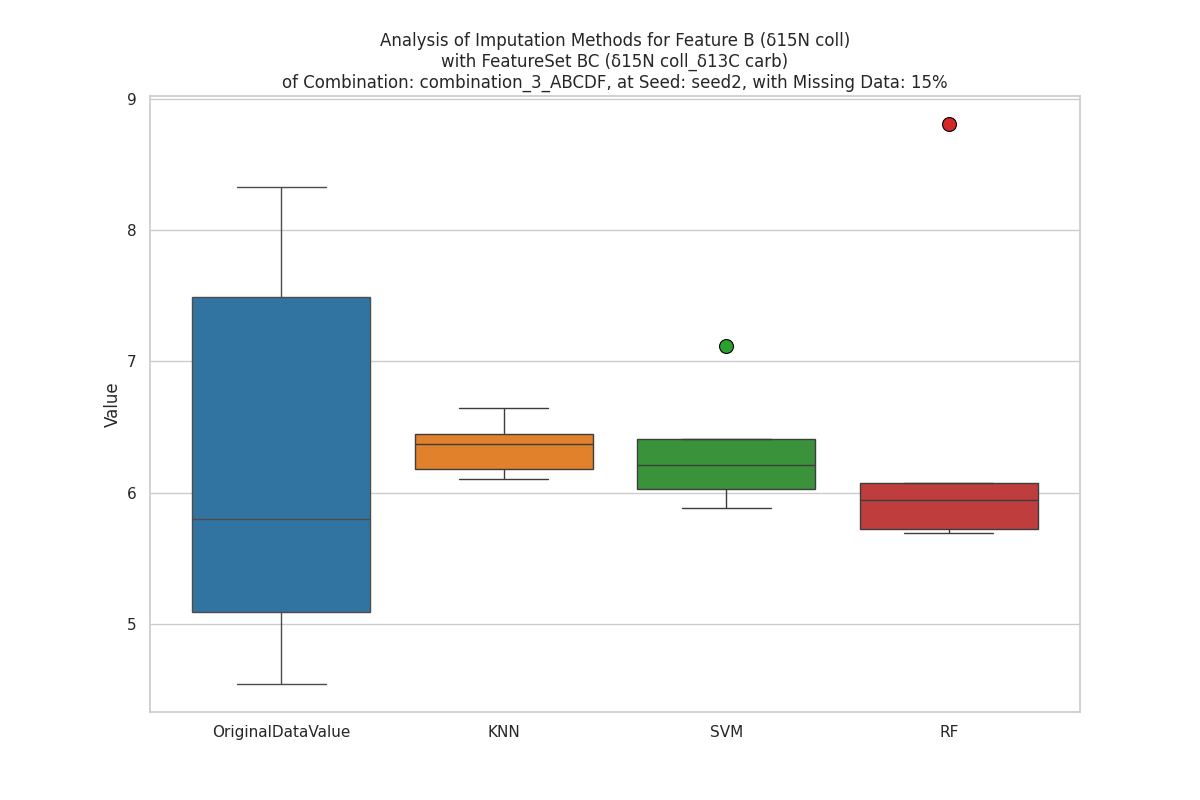 Analysis of Imputation Methods for Feature B (δ15N coll)
with FeatureSet BC (δ15N coll_δ13C carb)
of Combination: combination_3_ABCDF, at Seed: seed2, with Missing Data: 15%
9
8
7
6
5
Value
OriginalDataValue
KNN
SVM
RF